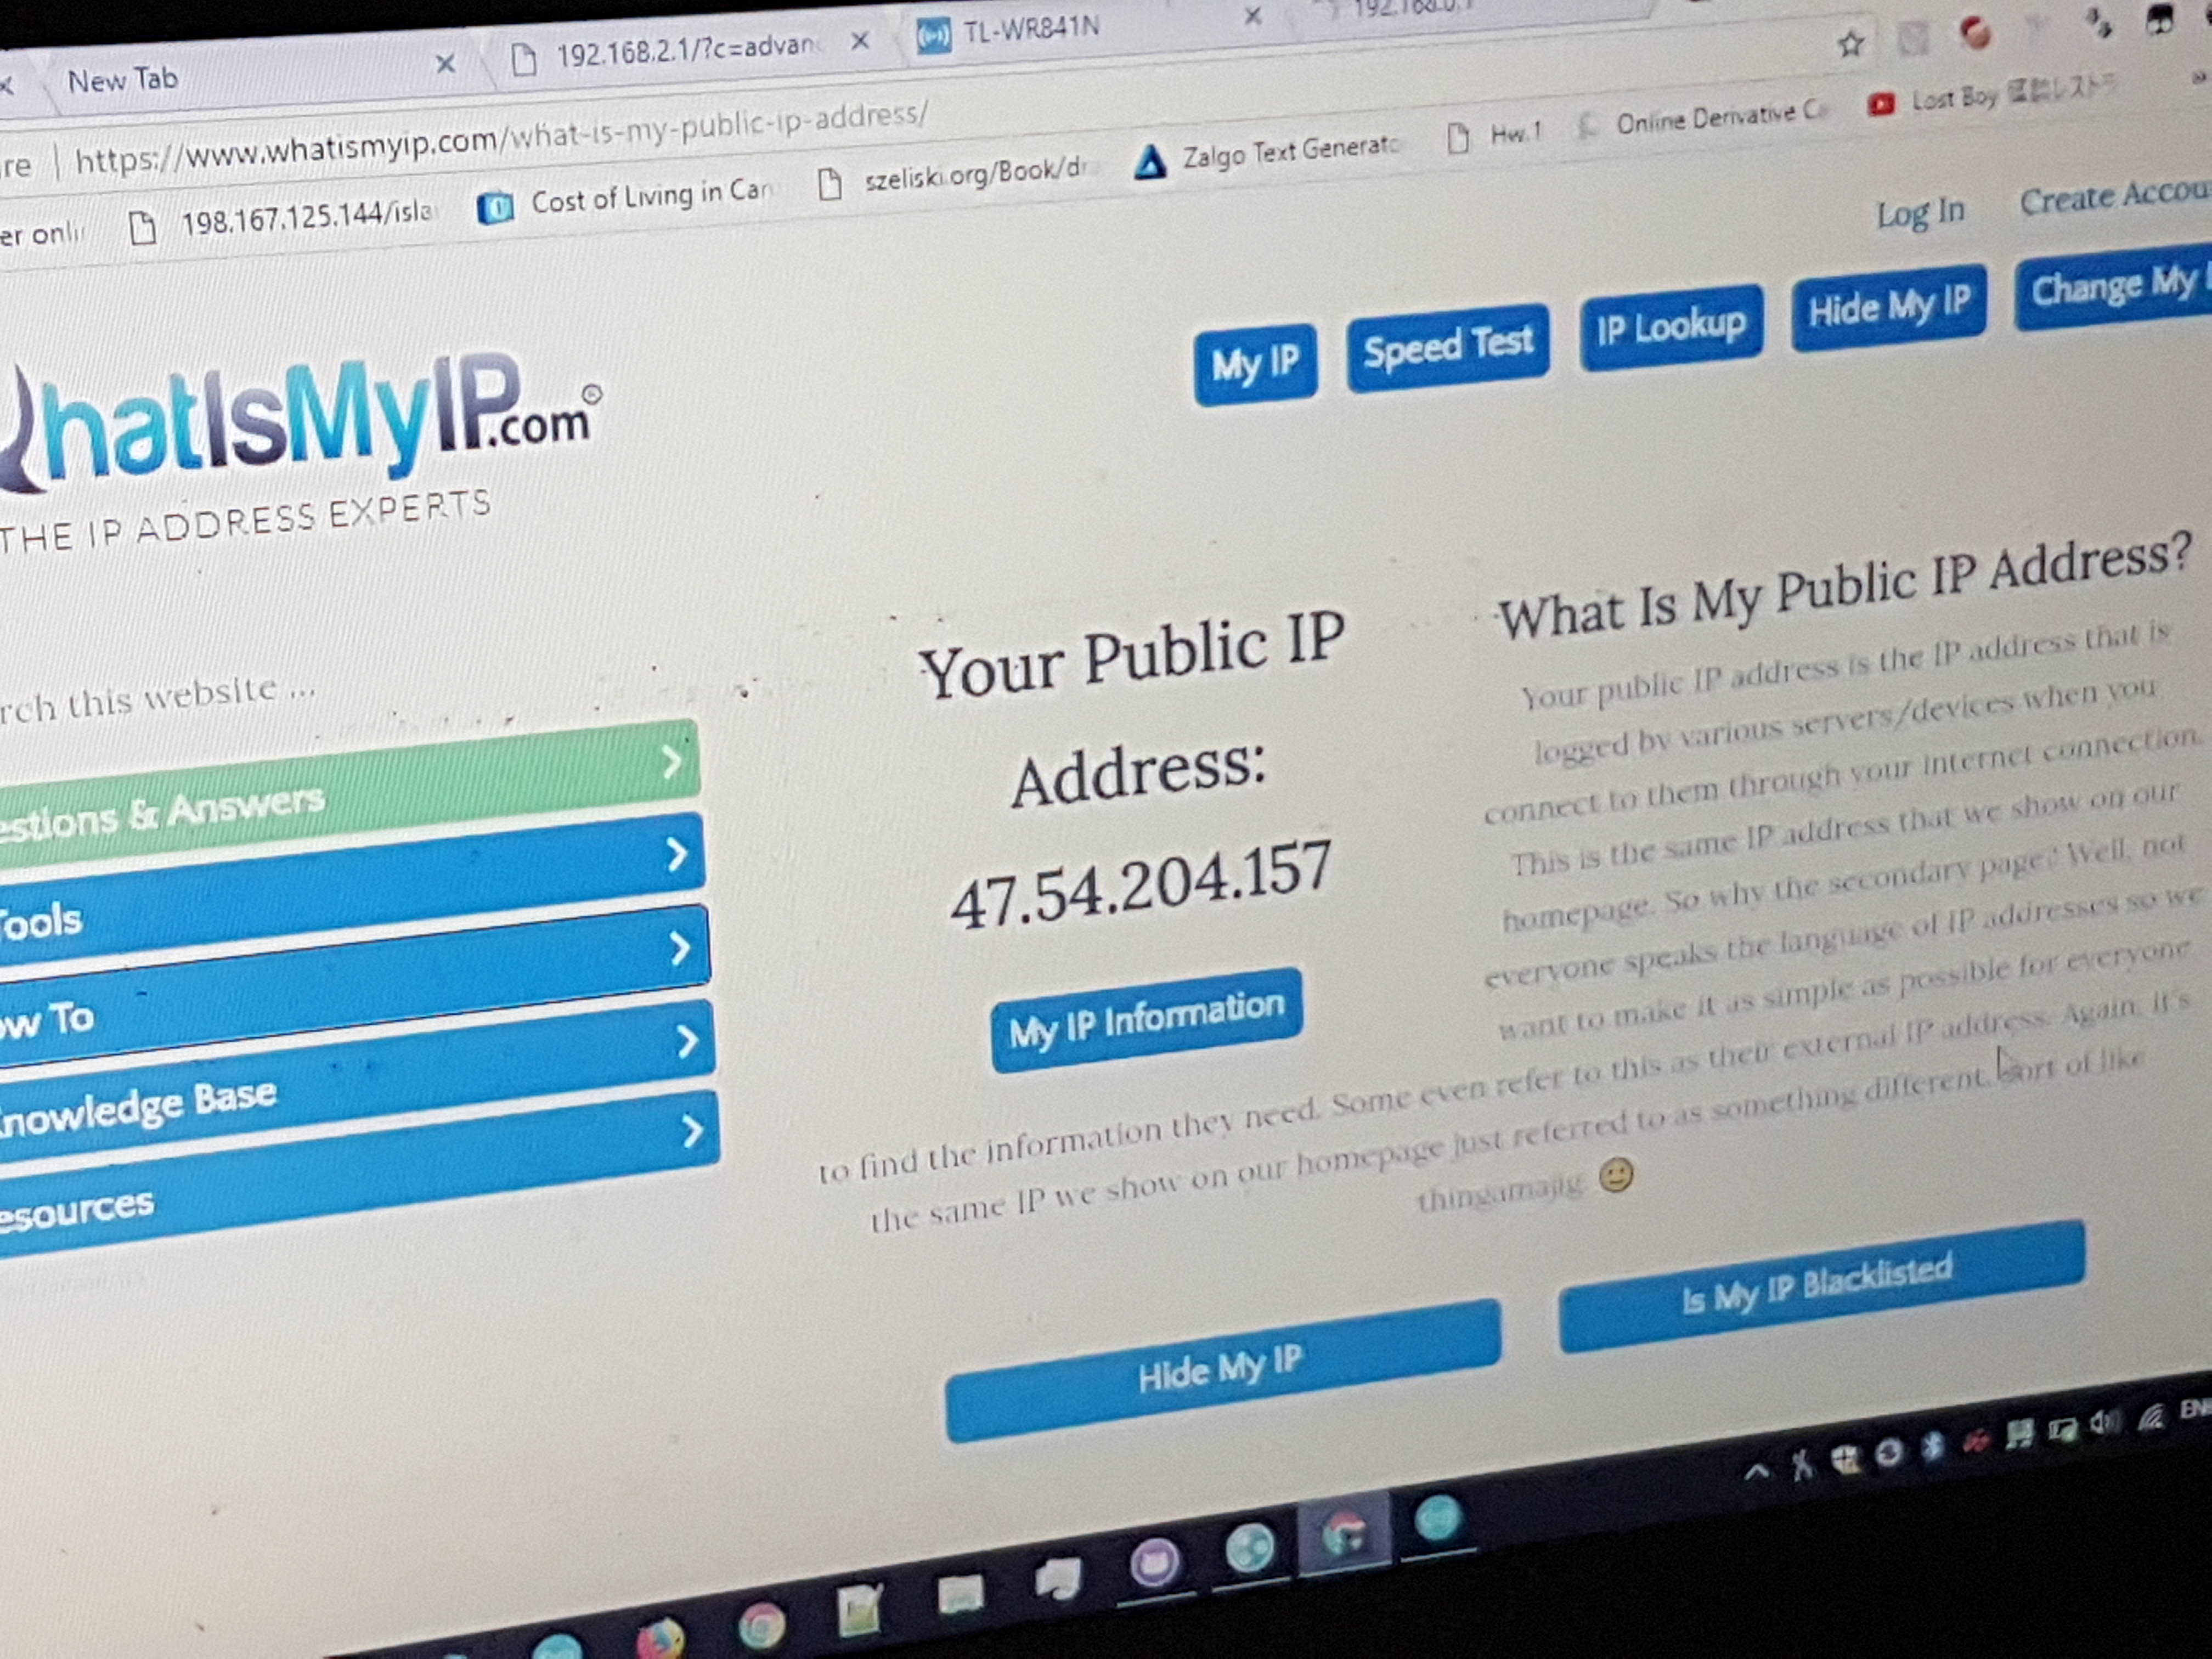 New Tab
192.168.2.1/?c=advan
TL-WR841N
192.168.0.1
re | https://www.whatismyip.com/what-is-my-public-ip-address/
er onli
198.167.125.144/isla
Cost of Living in Can
szeliski.org/Book/dr
Zalgo Text Generato
Hw.1
Online Derivative Ca
Lost Boy
»
Log In
Create Accou
My IP
Speed Test
IP Lookup
Hide My IP
Change My I
hatIsMyIP.com®
THE IP ADDRESS EXPERTS
rch this website ...
estions & Answers
Tools
ow To
Knowledge Base
esources
Your Public IP
Address:
47.54.204.157
My IP Information
What Is My Public IP Address?
Your public IP address is the IP address that is
logged by various servers/devices when you
connect to them through your internet connection.
This is the same IP address that we show on our
homepage. So why the secondary page? Well, not
everyone speaks the language of IP addresses so we
want to make it as simple as possible for everyone
to find the information they need. Some even refer to this as their external IP address. Again, it's
the same IP we show on our homepage just referred to as something different. Sort of like
thingamajig. 🙂
Hide My IP
Is My IP Blacklisted
EN